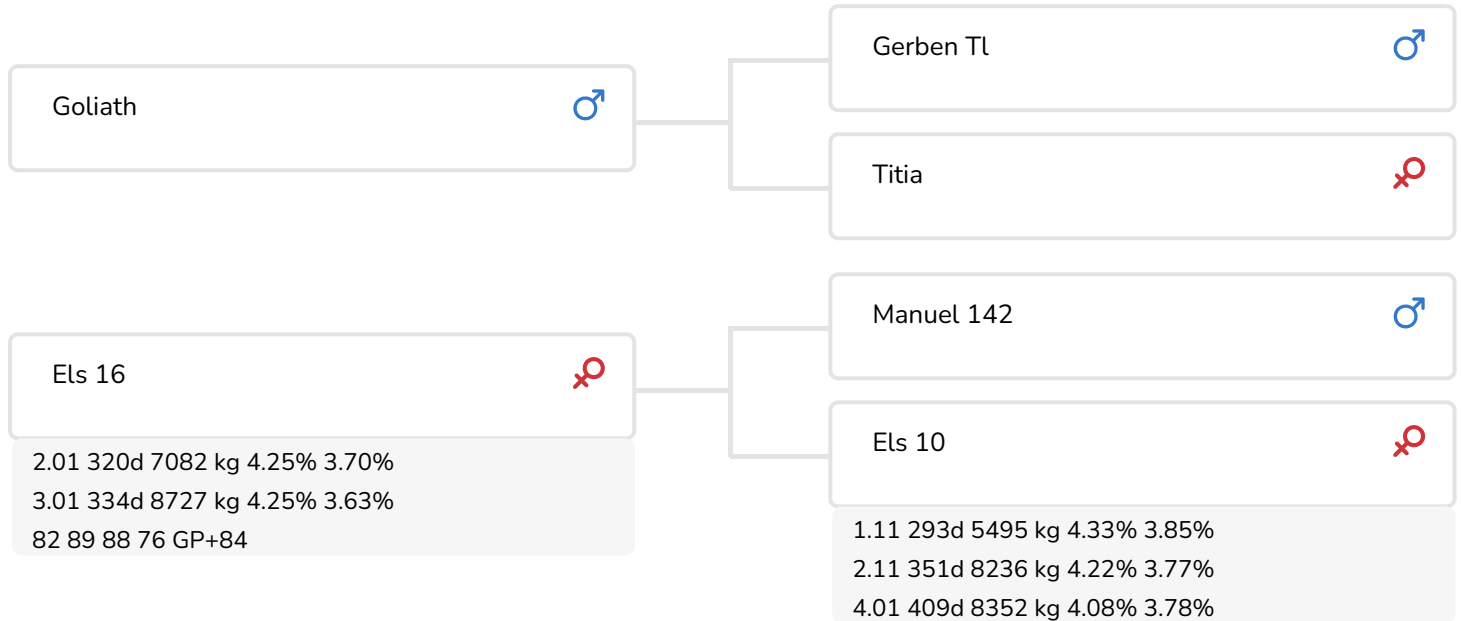 Goliath
Gerben Tl
Titia
Els 16
2.01 320d 7082 kg 4.25% 3.70%
3.01 334d 8727 kg 4.25% 3.63%
82 89 88 76 GP+84
Manuel 142
Els 10
1.11 293d 5495 kg 4.33% 3.85%
2.11 351d 8236 kg 4.22% 3.77%
4.01 409d 8352 kg 4.08% 3.78%